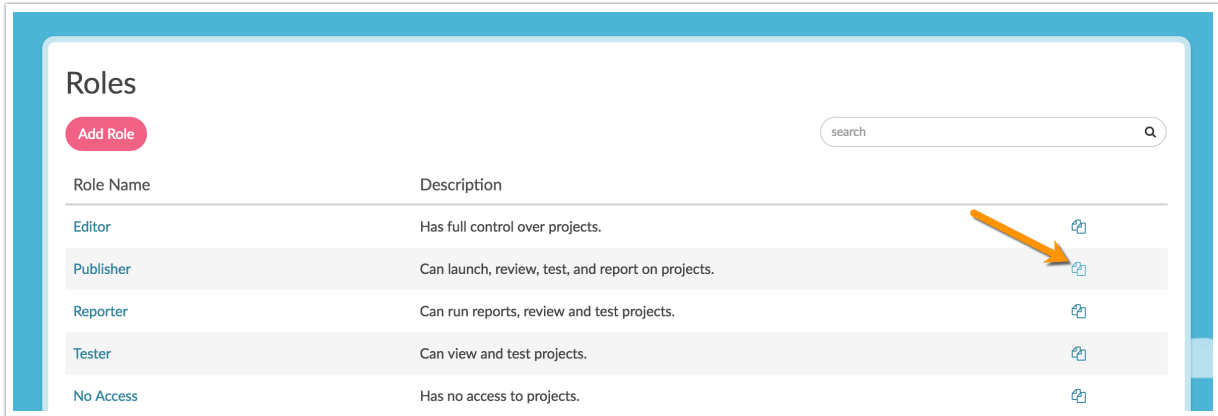 Roles
Add Role
search
Role Name Description
Editor Has full control over projects.
Publisher Can launch, review, test, and report on projects.
Reporter Can run reports, review and test projects.
Tester Can view and test projects.
No Access Has no access to projects.